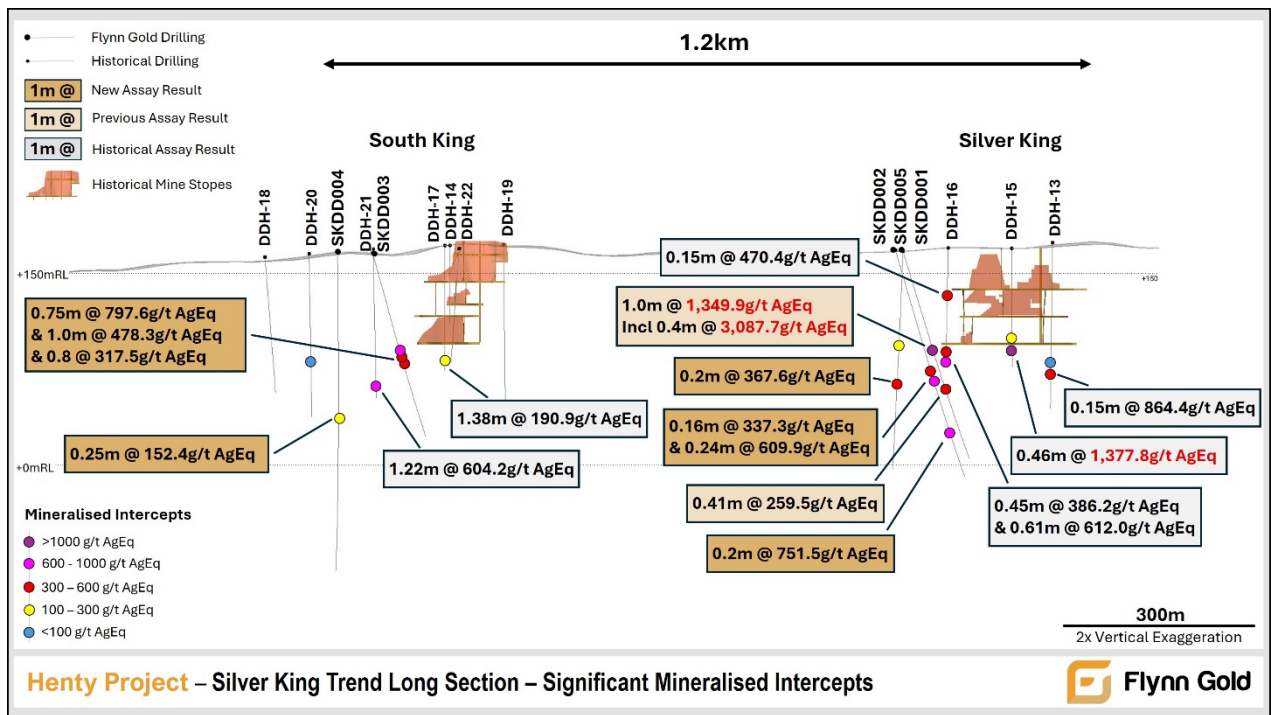 Flynn Gold Drilling
Historical Drilling
1m @ New Assay Result
1m @ Previous Assay Result
1m @ Historical Assay Result
Historical Mine Stopes
1.2km
South King
Silver King
DDH-18
DDH-20
SKDD004
DDH-21
SKDD003
DDH-17
DDH-14
DDH-22
DDH-19
SKDD002
SKDD005
SKDD001
DDH-16
DDH-15
DDH-13
+150mRL
+150
0.15m @ 470.4g/t AgEq
0.75m @ 797.6g/t AgEq
& 1.0m @ 478.3g/t AgEq
& 0.8 @ 317.5g/t AgEq
1.0m @ 1,349.9g/t AgEq
Incl 0.4m @ 3,087.7g/t AgEq
0.2m @ 367.6g/t AgEq
1.38m @ 190.9g/t AgEq
0.15m @ 864.4g/t AgEq
0.16m @ 337.3g/t AgEq
& 0.24m @ 609.9g/t AgEq
0.25m @ 152.4g/t AgEq
1.22m @ 604.2g/t AgEq
0.46m @ 1,377.8g/t AgEq
+0mRL
0.41m @ 259.5g/t AgEq
0.45m @ 386.2g/t AgEq
& 0.61m @ 612.0g/t AgEq
0.2m @ 751.5g/t AgEq
Mineralised Intercepts
>1000 g/t AgEq
600 - 1000 g/t AgEq
300 – 600 g/t AgEq
100 – 300 g/t AgEq
<100 g/t AgEq
300m
2x Vertical Exaggeration
Henty Project – Silver King Trend Long Section – Significant Mineralised Intercepts
Flynn Gold